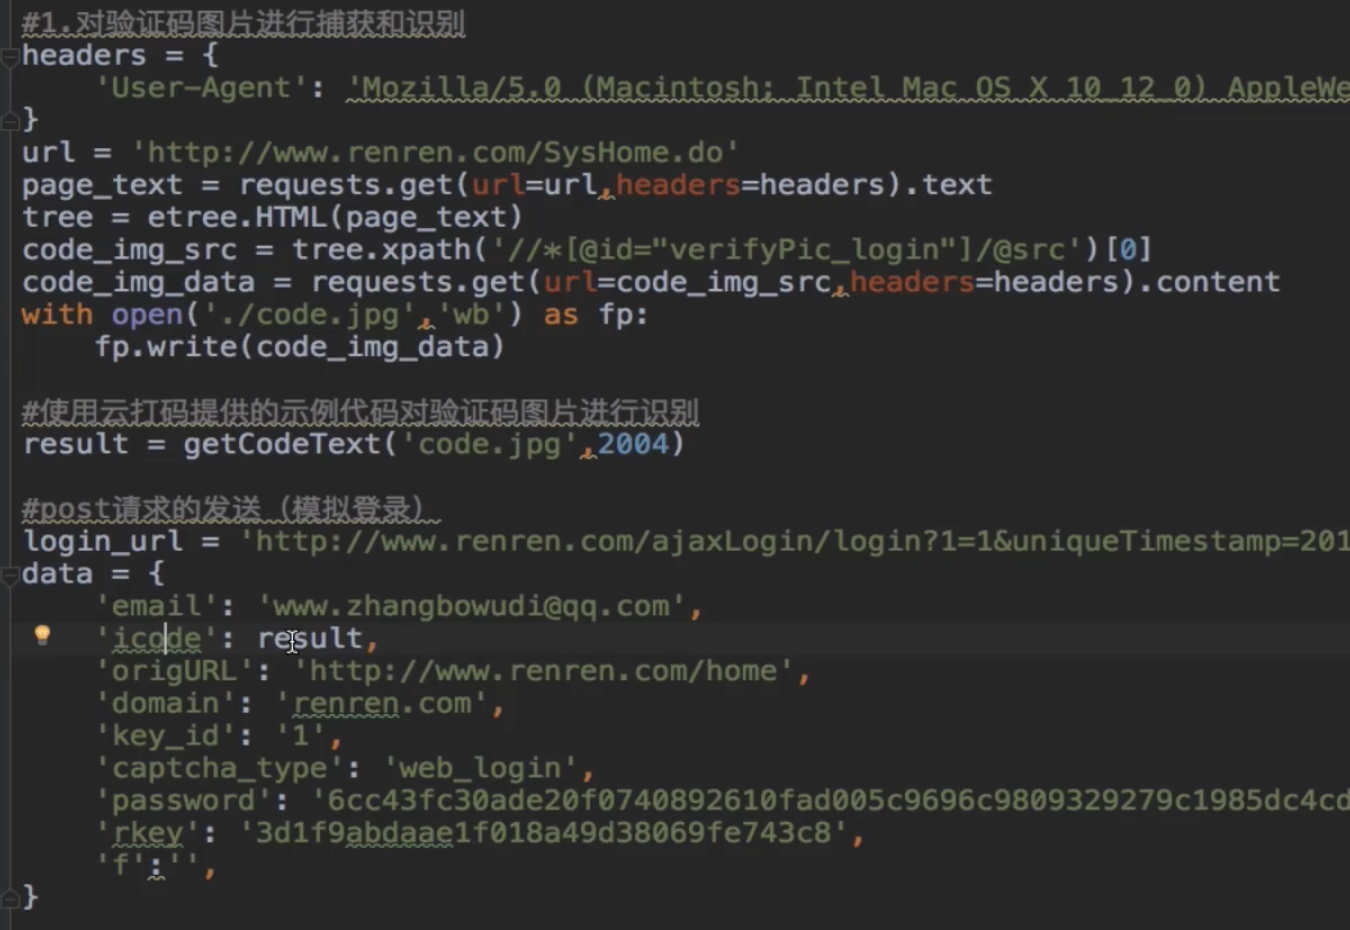 #1.对验证码图片进行捕获和识别
headers = {
    'User-Agent': 'Mozilla/5.0 (Macintosh; Intel Mac OS X 10_12_0) AppleWe
}
url = 'http://www.renren.com/SysHome.do'
page_text = requests.get(url=url,headers=headers).text
tree = etree.HTML(page_text)
code_img_src = tree.xpath('//*[@id="verifyPic_login"]/@src')[0]
code_img_data = requests.get(url=code_img_src,headers=headers).content
with open('./code.jpg','wb') as fp:
    fp.write(code_img_data)
#使用云打码提供的示例代码对验证码图片进行识别
result = getCodeText('code.jpg',2004)
#post请求的发送（模拟登录）
login_url = 'http://www.renren.com/ajaxLogin/login?1=1&uniqueTimestamp=201
data = {
    'email': 'www.zhangbowudi@qq.com',
    'icode': result,
    'origURL': 'http://www.renren.com/home',
    'domain': 'renren.com',
    'key_id': '1',
    'captcha_type': 'web_login',
    'password': '6cc43fc30ade20f0740892610fad005c9696c9809329279c1985dc4cd
    'rkey': '3d1f9abdaae1f018a49d38069fe743c8',
    'f':'',
}